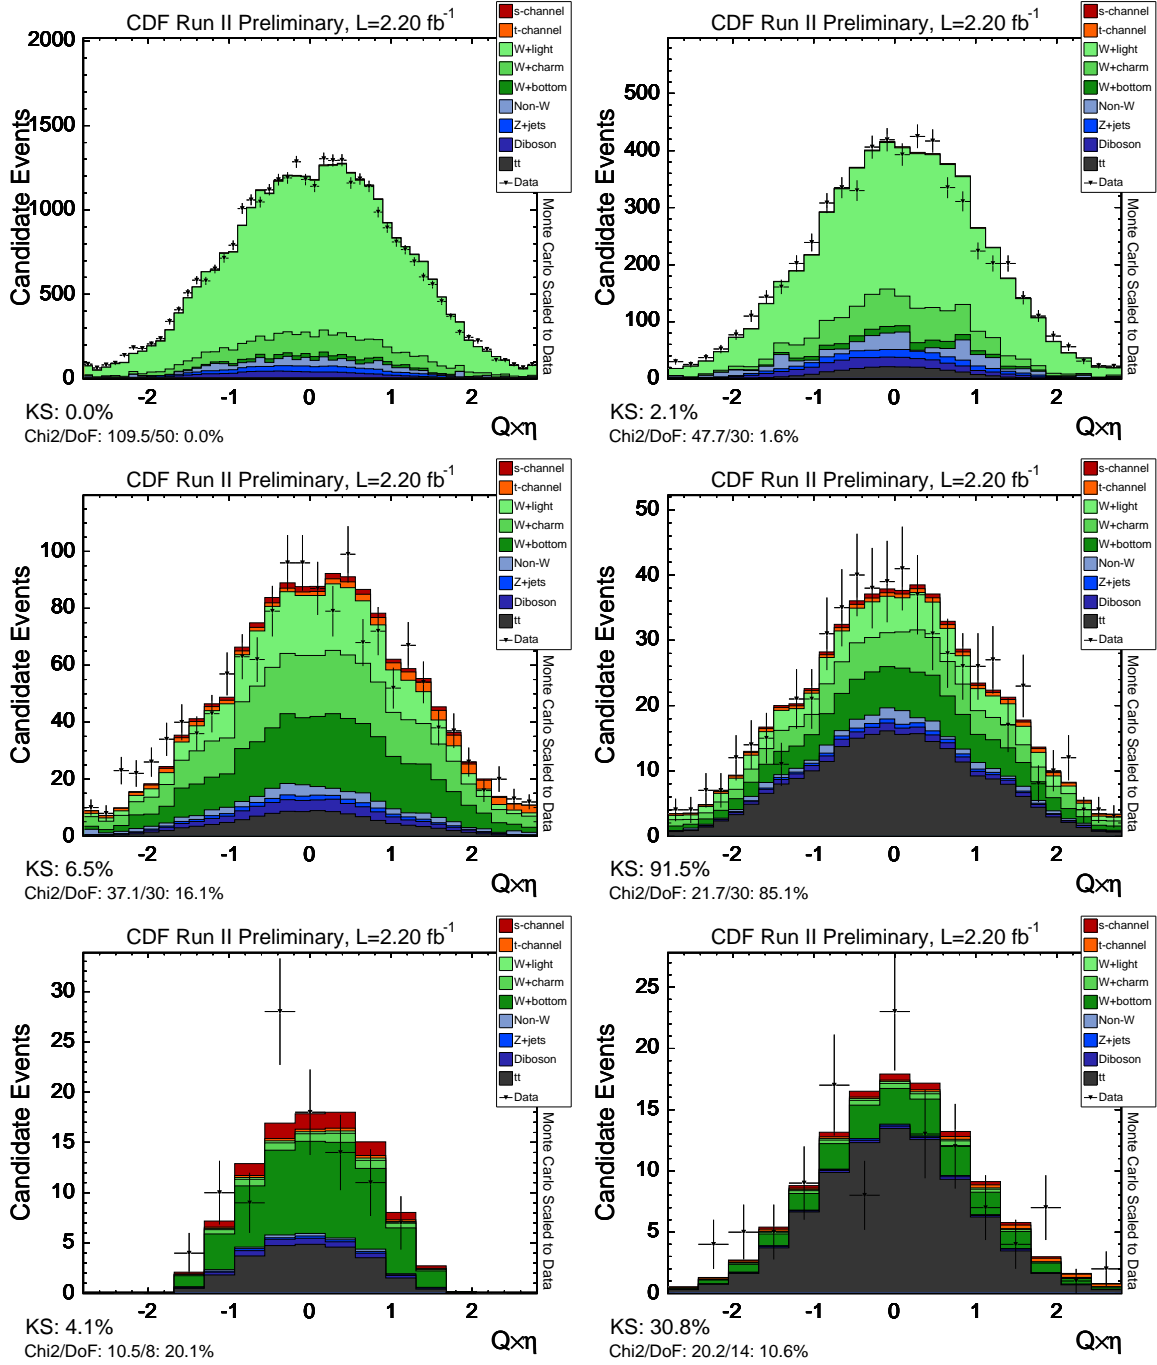 CDF Run II Preliminary, L=2.20 fb-1
Candidate Events
2000
1500
1000
500
0
-2 -1 0 1 2
Q×η
s-channel
t-channel
W+light
W+charm
W+bottom
Non-W
Z+jets
Diboson
tt
Data
Monte Carlo Scaled to Data
KS: 0.0%
Chi2/DoF: 109.5/50: 0.0%
CDF Run II Preliminary, L=2.20 fb-1
Candidate Events
500
400
300
200
100
0
-2 -1 0 1 2
Q×η
s-channel
t-channel
W+light
W+charm
W+bottom
Non-W
Z+jets
Diboson
tt
Data
Monte Carlo Scaled to Data
KS: 2.1%
Chi2/DoF: 47.7/30: 1.6%
CDF Run II Preliminary, L=2.20 fb-1
Candidate Events
100
80
60
40
20
0
-2 -1 0 1 2
Q×η
s-channel
t-channel
W+light
W+charm
W+bottom
Non-W
Z+jets
Diboson
tt
Data
Monte Carlo Scaled to Data
KS: 6.5%
Chi2/DoF: 37.1/30: 16.1%
CDF Run II Preliminary, L=2.20 fb-1
Candidate Events
50
40
30
20
10
0
-2 -1 0 1 2
Q×η
s-channel
t-channel
W+light
W+charm
W+bottom
Non-W
Z+jets
Diboson
tt
Data
Monte Carlo Scaled to Data
KS: 91.5%
Chi2/DoF: 21.7/30: 85.1%
CDF Run II Preliminary, L=2.20 fb-1
Candidate Events
30
25
20
15
10
5
0
-2 -1 0 1 2
Q×η
s-channel
t-channel
W+light
W+charm
W+bottom
Non-W
Z+jets
Diboson
tt
Data
Monte Carlo Scaled to Data
KS: 4.1%
Chi2/DoF: 10.5/8: 20.1%
CDF Run II Preliminary, L=2.20 fb-1
Candidate Events
25
20
15
10
5
0
-2 -1 0 1 2
Q×η
s-channel
t-channel
W+light
W+charm
W+bottom
Non-W
Z+jets
Diboson
tt
Data
Monte Carlo Scaled to Data
KS: 30.8%
Chi2/DoF: 20.2/14: 10.6%